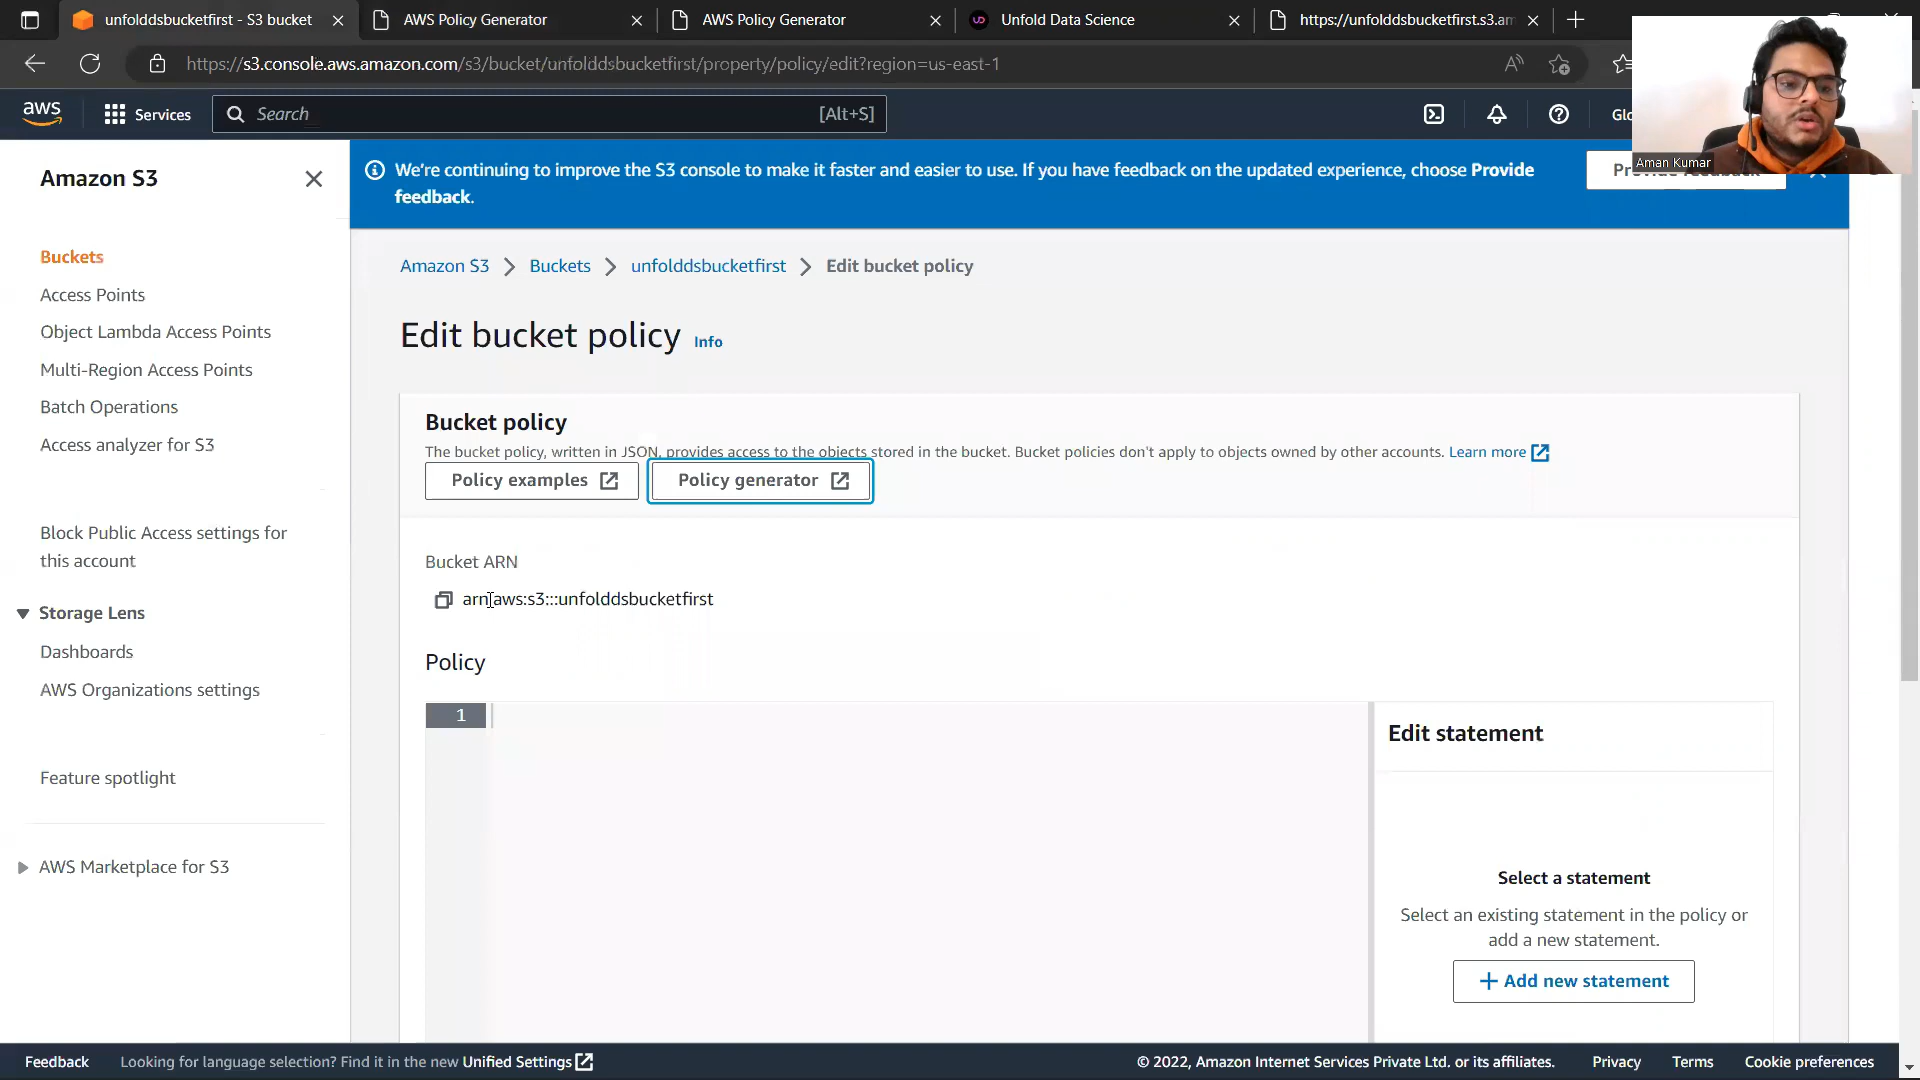 unfolddsbucketfirst - S3 bucket
AWS Policy Generator
AWS Policy Generator
Unfold Data Science
https://unfolddsbucketfirst.s3.am
https://s3.console.aws.amazon.com/s3/bucket/unfolddsbucketfirst/property/policy/edit?region=us-east-1
aws
Services
Search
[Alt+S]
Aman Kumar
Amazon S3
Buckets
Access Points
Object Lambda Access Points
Multi-Region Access Points
Batch Operations
Access analyzer for S3
Block Public Access settings for
this account
Storage Lens
Dashboards
AWS Organizations settings
Feature spotlight
AWS Marketplace for S3
We're continuing to improve the S3 console to make it faster and easier to use. If you have feedback on the updated experience, choose Provide
feedback.
Amazon S3 > Buckets > unfolddsbucketfirst > Edit bucket policy
Edit bucket policy Info
Bucket policy
The bucket policy, written in JSON, provides access to the objects stored in the bucket. Bucket policies don't apply to objects owned by other accounts. Learn more
Policy examples
Policy generator
Bucket ARN
arn:aws:s3:::unfolddsbucketfirst
Policy
1
Edit statement
Select a statement
Select an existing statement in the policy or
add a new statement.
+ Add new statement
Feedback
Looking for language selection? Find it in the new Unified Settings
© 2022, Amazon Internet Services Private Ltd. or its affiliates.
Privacy
Terms
Cookie preferences